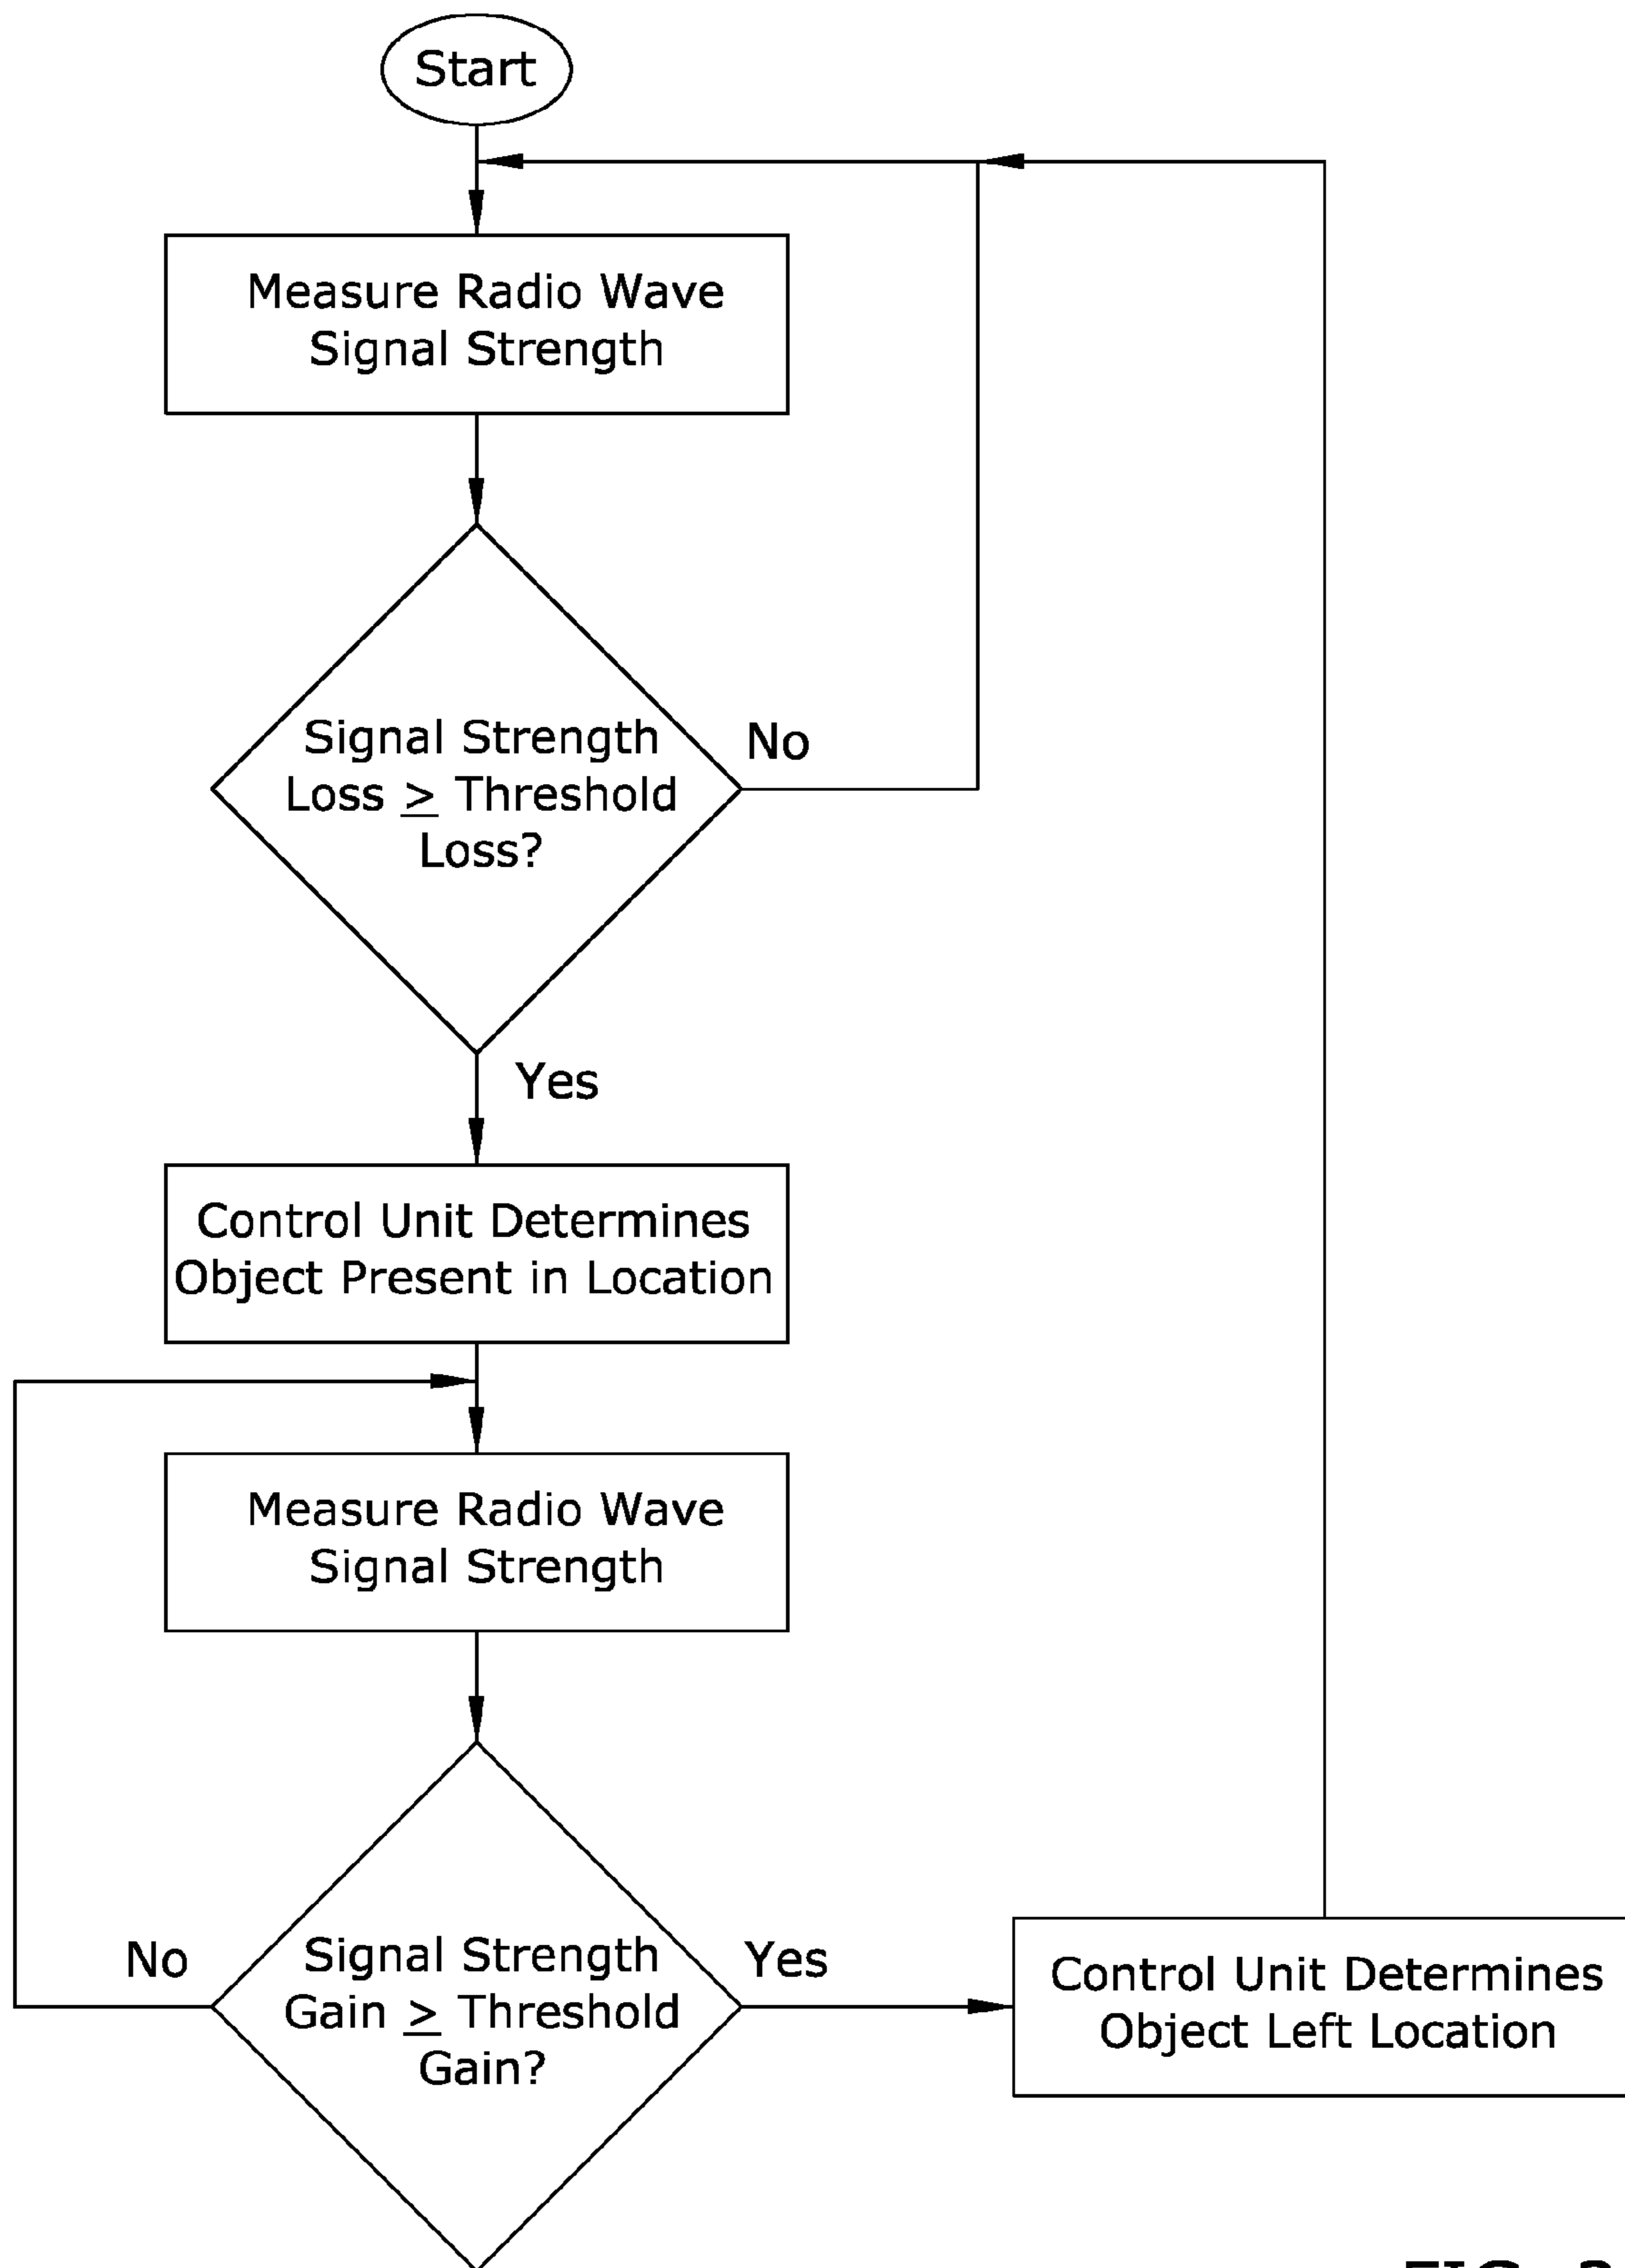 Start
Measure Radio Wave
Signal Strength
Signal Strength
Loss ≥ Threshold
Loss?
No
Yes
Control Unit Determines
Object Present in Location
Measure Radio Wave
Signal Strength
Signal Strength
Gain ≥ Threshold
Gain?
No
Yes
Control Unit Determines
Object Left Location